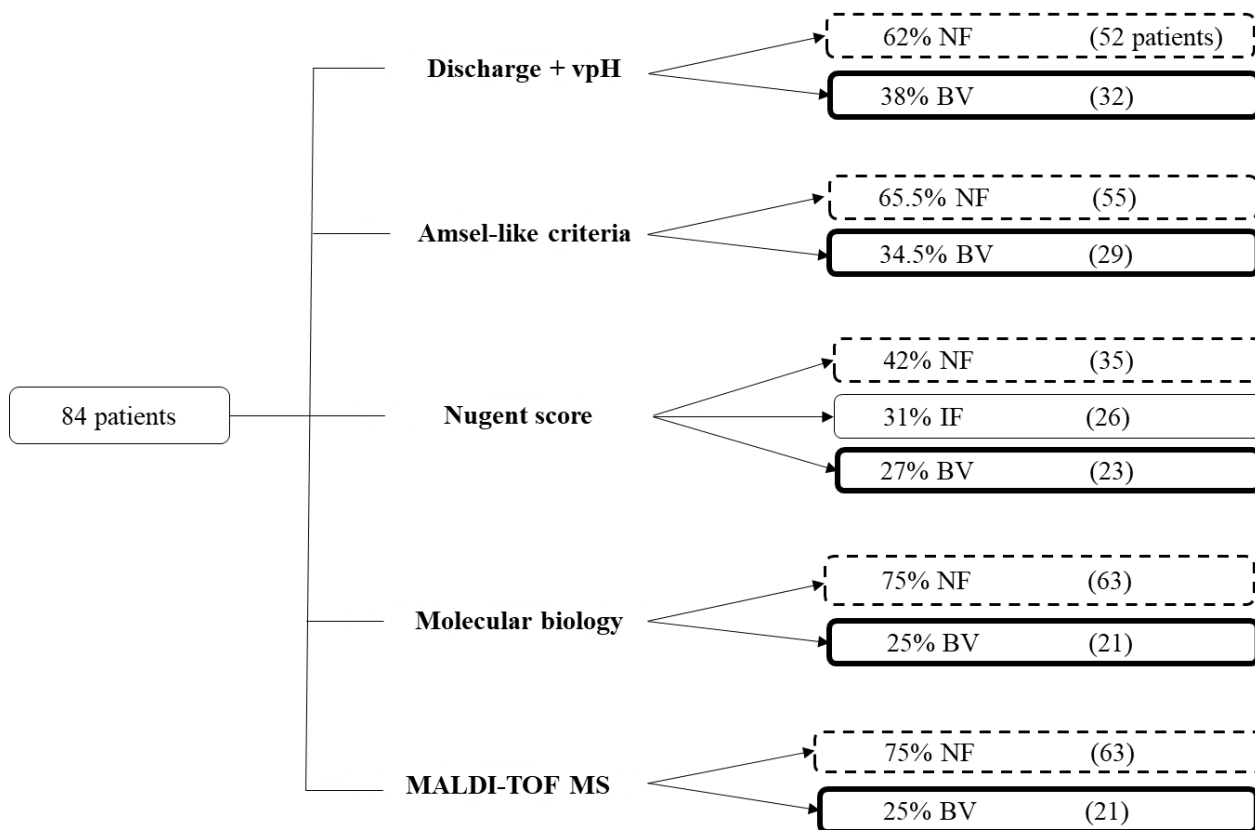 84 patients
Discharge + vpH
62% NF (52 patients)
38% BV (32)
Amsel-like criteria
65.5% NF (55)
34.5% BV (29)
Nugent score
42% NF (35)
31% IF (26)
27% BV (23)
Molecular biology
75% NF (63)
25% BV (21)
MALDI-TOF MS
75% NF (63)
25% BV (21)